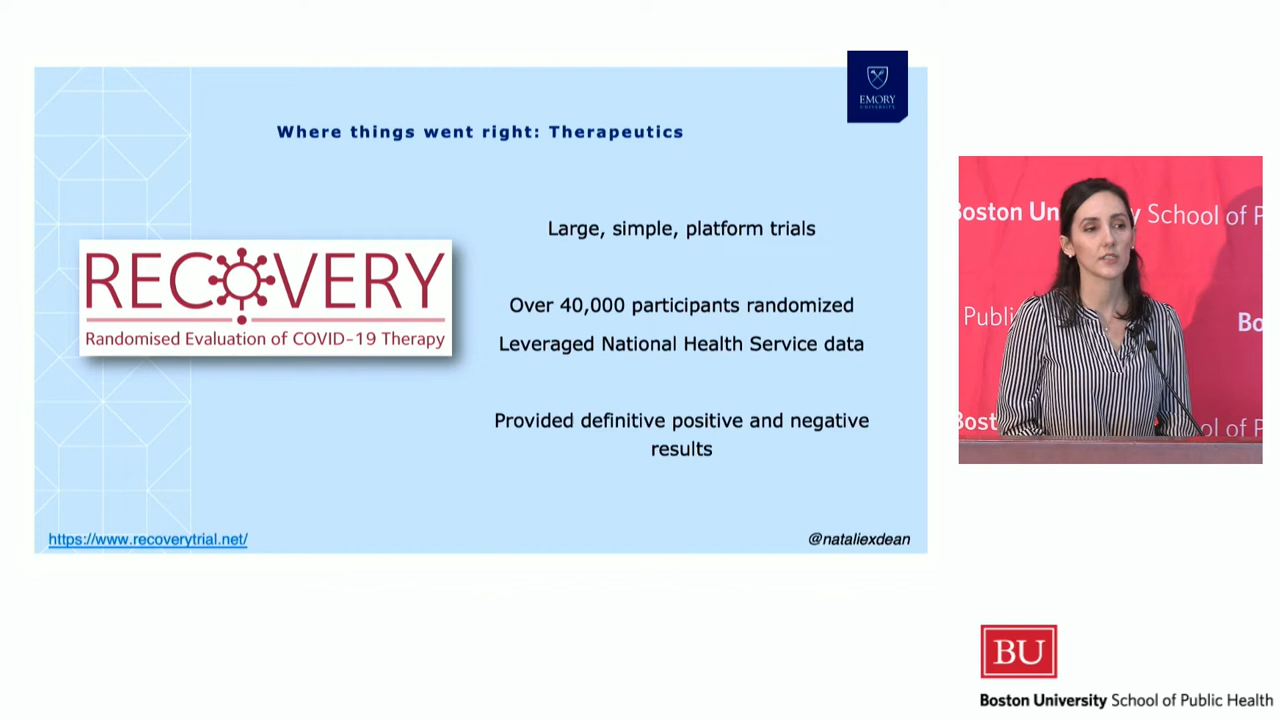 EMORY
UNIVERSITY
Where things went right: Therapeutics
Large, simple, platform trials
RECOVERY
Randomised Evaluation of COVID-19 Therapy
Over 40,000 participants randomized
Leveraged National Health Service data
Provided definitive positive and negative
results
https://www.recoverytrial.net/
@nataliexdean
Boston Un
y School of P
Public
Bo
Bost
ol of P
BU
Boston University School of Public Health